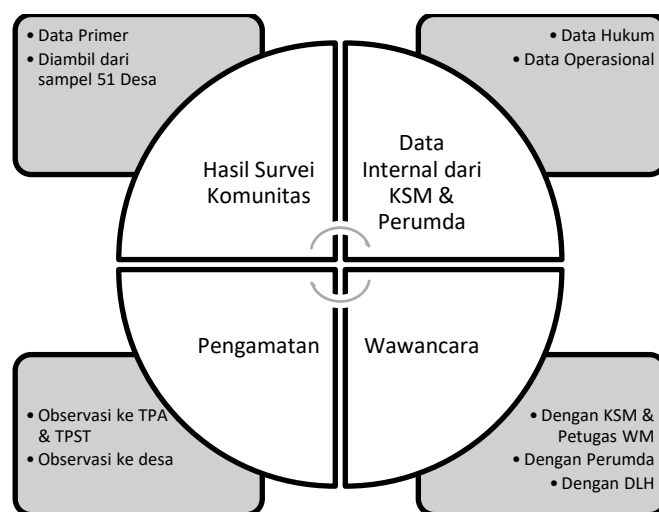 • Data Primer
• Diambil dari
sampel 51 Desa
• Data Hukum
• Data Operasional
Hasil Survei
Komunitas
Data
Internal dari
KSM &
Perumda
Pengamatan
Wawancara
• Observasi ke TPA
& TPST
• Observasi ke desa
• Dengan KSM &
Petugas WM
• Dengan Perumda
• Dengan DLH